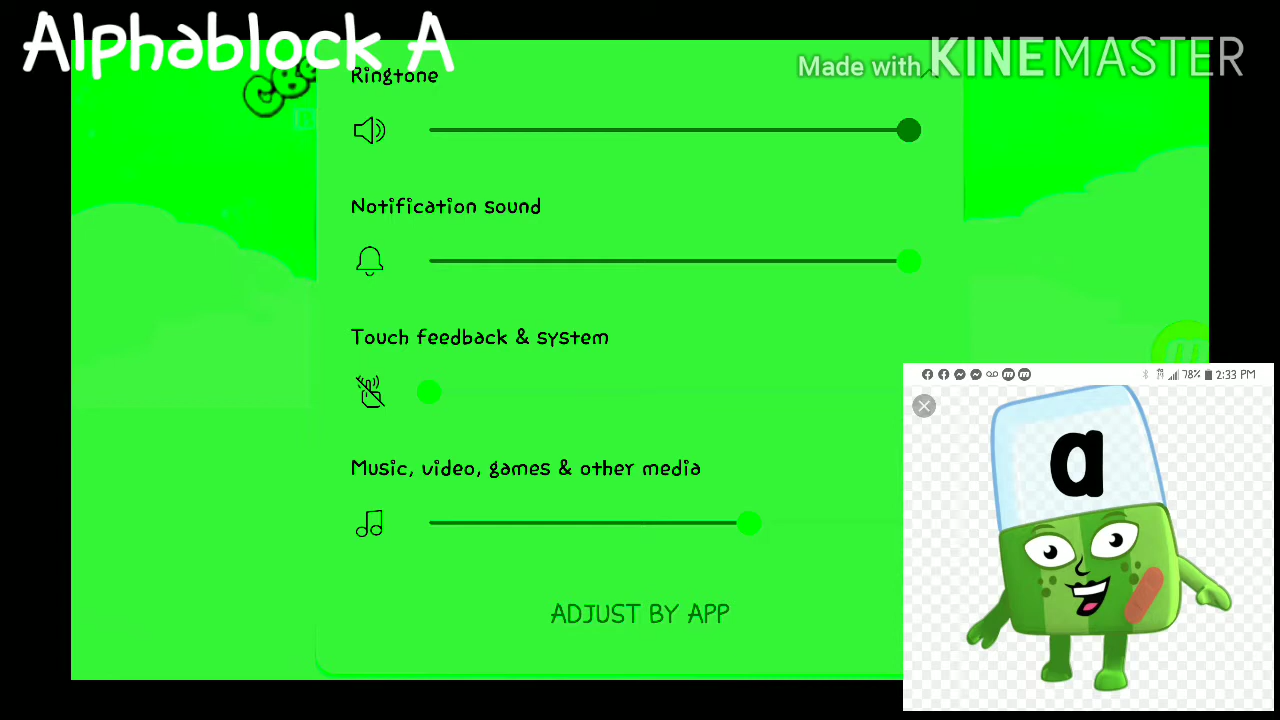 Alphablock A
Made with KINEMASTER
Ringtone
Notification sound
Touch feedback & system
Music, video, games & other media
ADJUST BY APP
78% 2:33 PM
a